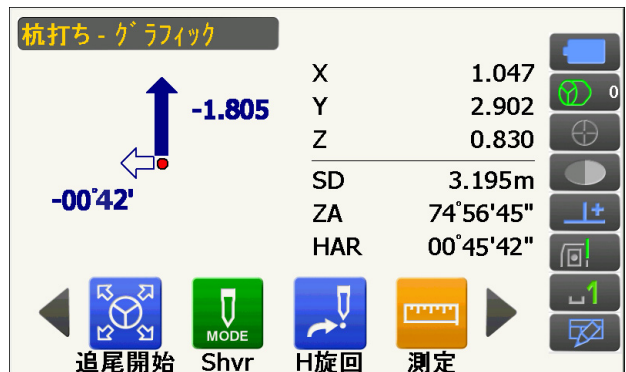 杭打ち - ｸﾞﾗﾌｨｯｸ
-1.805
-00°42'
X 1.047
Y 2.902
Z 0.830
SD 3.195m
ZA 74°56'45"
HAR 00°45'42"
0
1
MODE
追尾開始 Shvr H旋回 測定